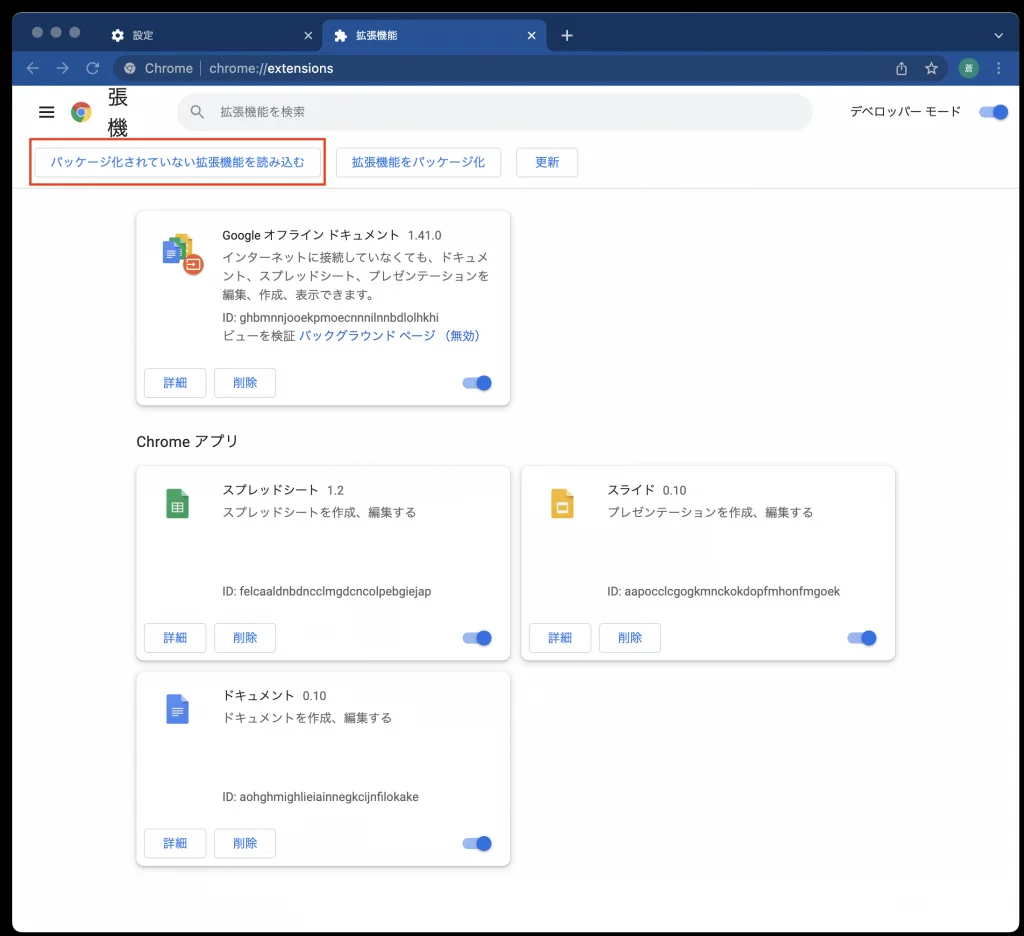 設定
拡張機能
Chrome
chrome://extensions
蒼
張
機
拡張機能を検索
デベロッパー モード
パッケージ化されていない拡張機能を読み込む
拡張機能をパッケージ化
更新
Google オフライン ドキュメント 1.41.0
インターネットに接続していなくても、ドキュメ
ント、スプレッドシート、プレゼンテーションを
編集、作成、表示できます。
ID: ghbmnnjooekpmoecnnnilnnbdlolhkhi
ビューを検証 バックグラウンド ページ （無効）
詳細
削除
Chrome アプリ
スプレッドシート 1.2
スプレッドシートを作成、編集する
ID: felcaaldnbdncclmgdcncolpebgiejap
詳細
削除
スライド 0.10
プレゼンテーションを作成、編集する
ID: aapocclcgogkmnckokdopfmhonfmgoek
詳細
削除
ドキュメント 0.10
ドキュメントを作成、編集する
ID: aohghmighlieiainnegkcijnfilokake
詳細
削除